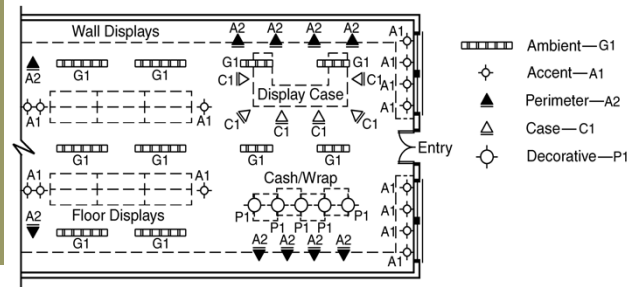 Wall Displays A2 A2 A2 A2 A1
A2 G1 G1 G1 G1 A1
C1 C1 A1
Display Case
A1 A1 C1 C1 C1 C1 A1
G1 G1 G1 G1 Entry
A1 A1 Cash/Wrap A1
A2 P1 P1 A1
Floor Displays P1 P1 P1 A1
G1 G1 A2 A2 A2 A2 A1
Ambient—G1
Accent—A1
Perimeter—A2
Case—C1
Decorative—P1